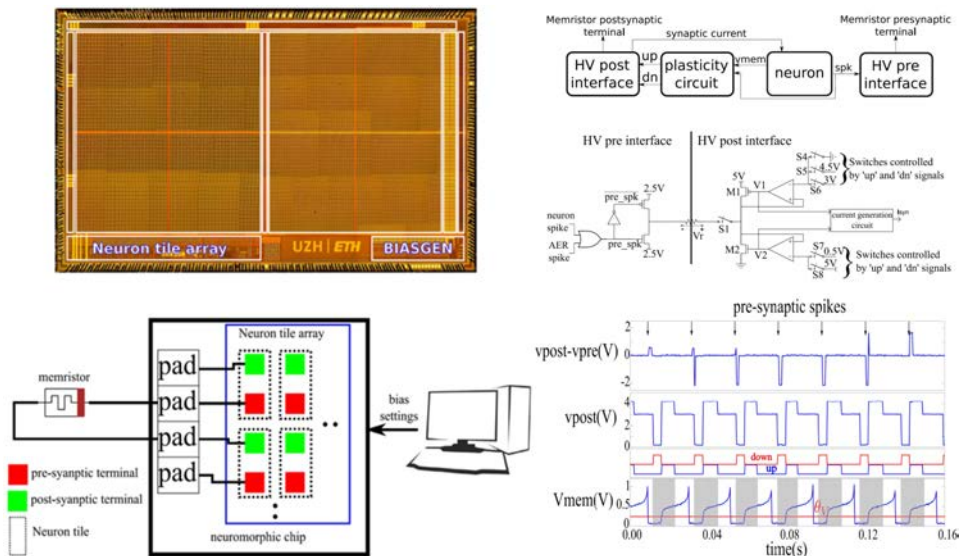 Neuron tile array
UZH | ETH
BIASGEN
Memristor postsynaptic
terminal
Memristor presynaptic
terminal
synaptic current
HV post
interface
up
dn
plasticity
circuit
vmem
neuron
spk
HV pre
interface
HV pre interface
HV post interface
neuron
spike
AER
spike
pre_spk
pre_spk
2.5V
2.5V
Vr
S1
5V
M1
V1
M2
V2
S4
S5
4.5V
3V
S6
Switches controlled
by 'up' and 'dn' signals
current generation
circuit
Isyn
S7
0.5V
5V
S8
Switches controlled
by 'up' and 'dn' signals
memristor
pad
pad
pad
pad
Neuron tile array
bias
settings
pre-syanptic terminal
post-syanptic terminal
Neuron tile
neuromorphic chip
pre-synaptic spikes
vpost-vpre(V)
2
0
-2
vpost(V)
4
2
0
down
up
Vmem(V)
1
0.5
0
0.00
0.04
0.08
0.12
0.16
time(s)